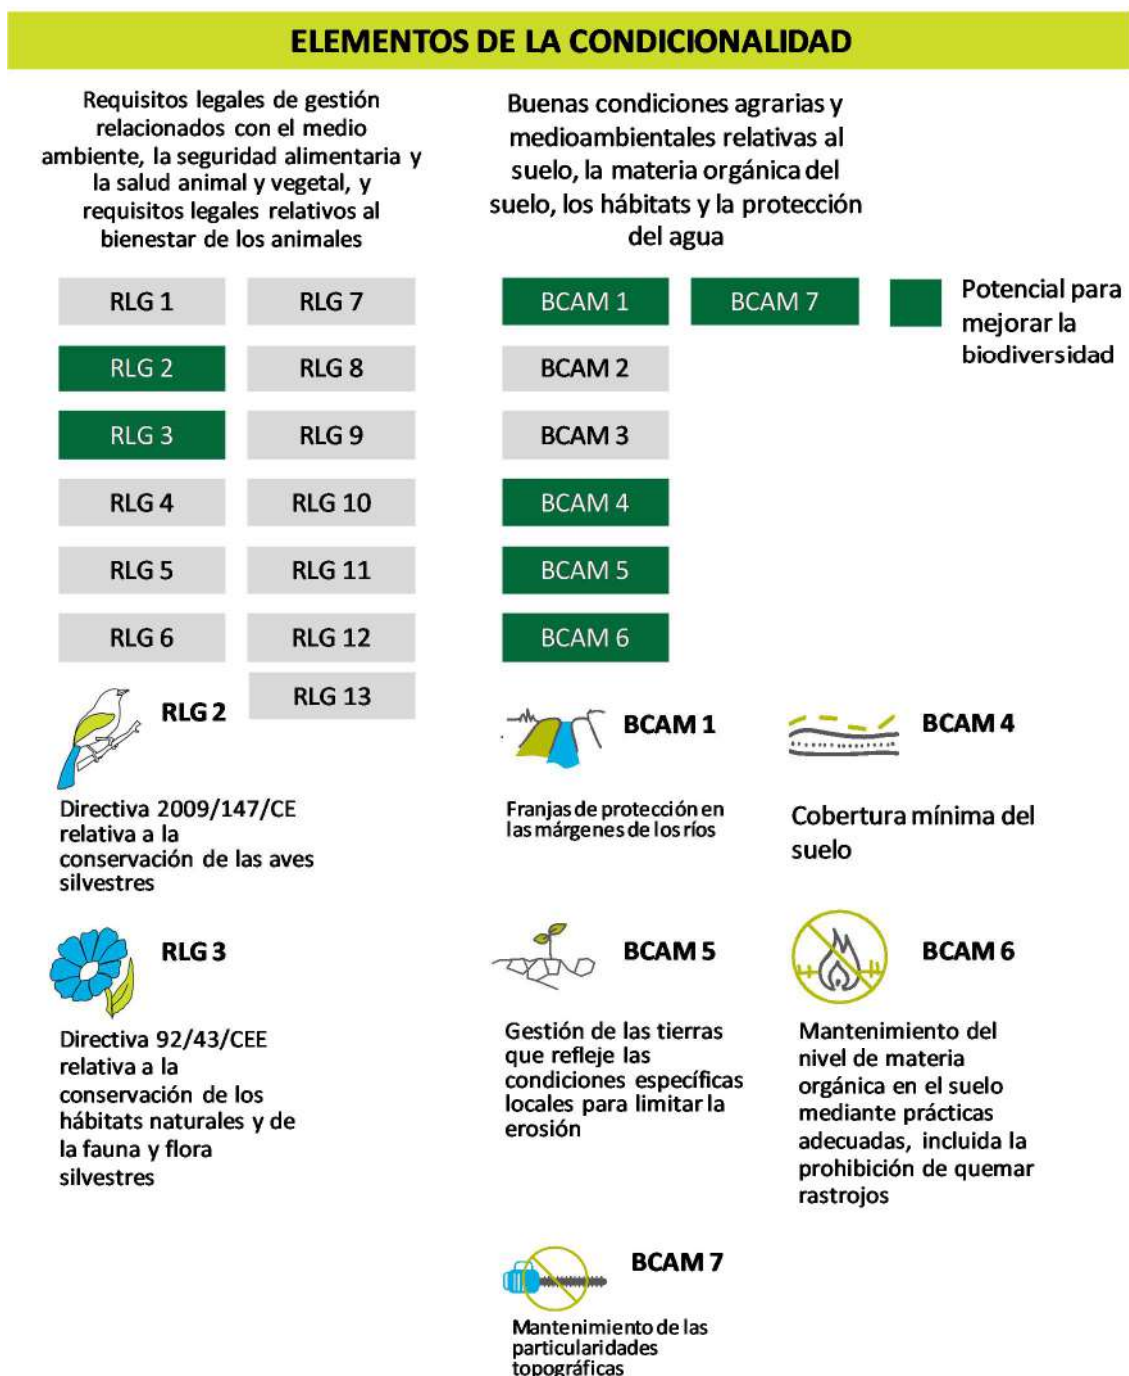 ELEMENTOS DE LA CONDICIONALIDAD
Requisitos legales de gestión
relacionados con el medio
ambiente, la seguridad alimentaria y
la salud animal y vegetal, y
requisitos legales relativos al
bienestar de los animales
Buenas condiciones agrarias y
medioambientales relativas al
suelo, la materia orgánica del
suelo, los hábitats y la protección
del agua
RLG 1
RLG 7
BCAM 1
BCAM 7
Potencial para
mejorar la
biodiversidad
RLG 2
RLG 8
BCAM 2
RLG 3
RLG 9
BCAM 3
RLG 4
RLG 10
BCAM 4
RLG 5
RLG 11
BCAM 5
RLG 6
RLG 12
BCAM 6
RLG 13
RLG 2
Directiva 2009/147/CE
relativa a la
conservación de las aves
silvestres
BCAM 1
Franjas de protección en
las márgenes de los ríos
BCAM 4
Cobertura mínima del
suelo
RLG 3
Directiva 92/43/CEE
relativa a la
conservación de los
hábitats naturales y de
la fauna y flora
silvestres
BCAM 5
Gestión de las tierras
que refleje las
condiciones específicas
locales para limitar la
erosión
BCAM 6
Mantenimiento del
nivel de materia
orgánica en el suelo
mediante prácticas
adecuadas, incluida la
prohibición de quemar
rastrojos
BCAM 7
Mantenimiento de las
particularidades
topográficas